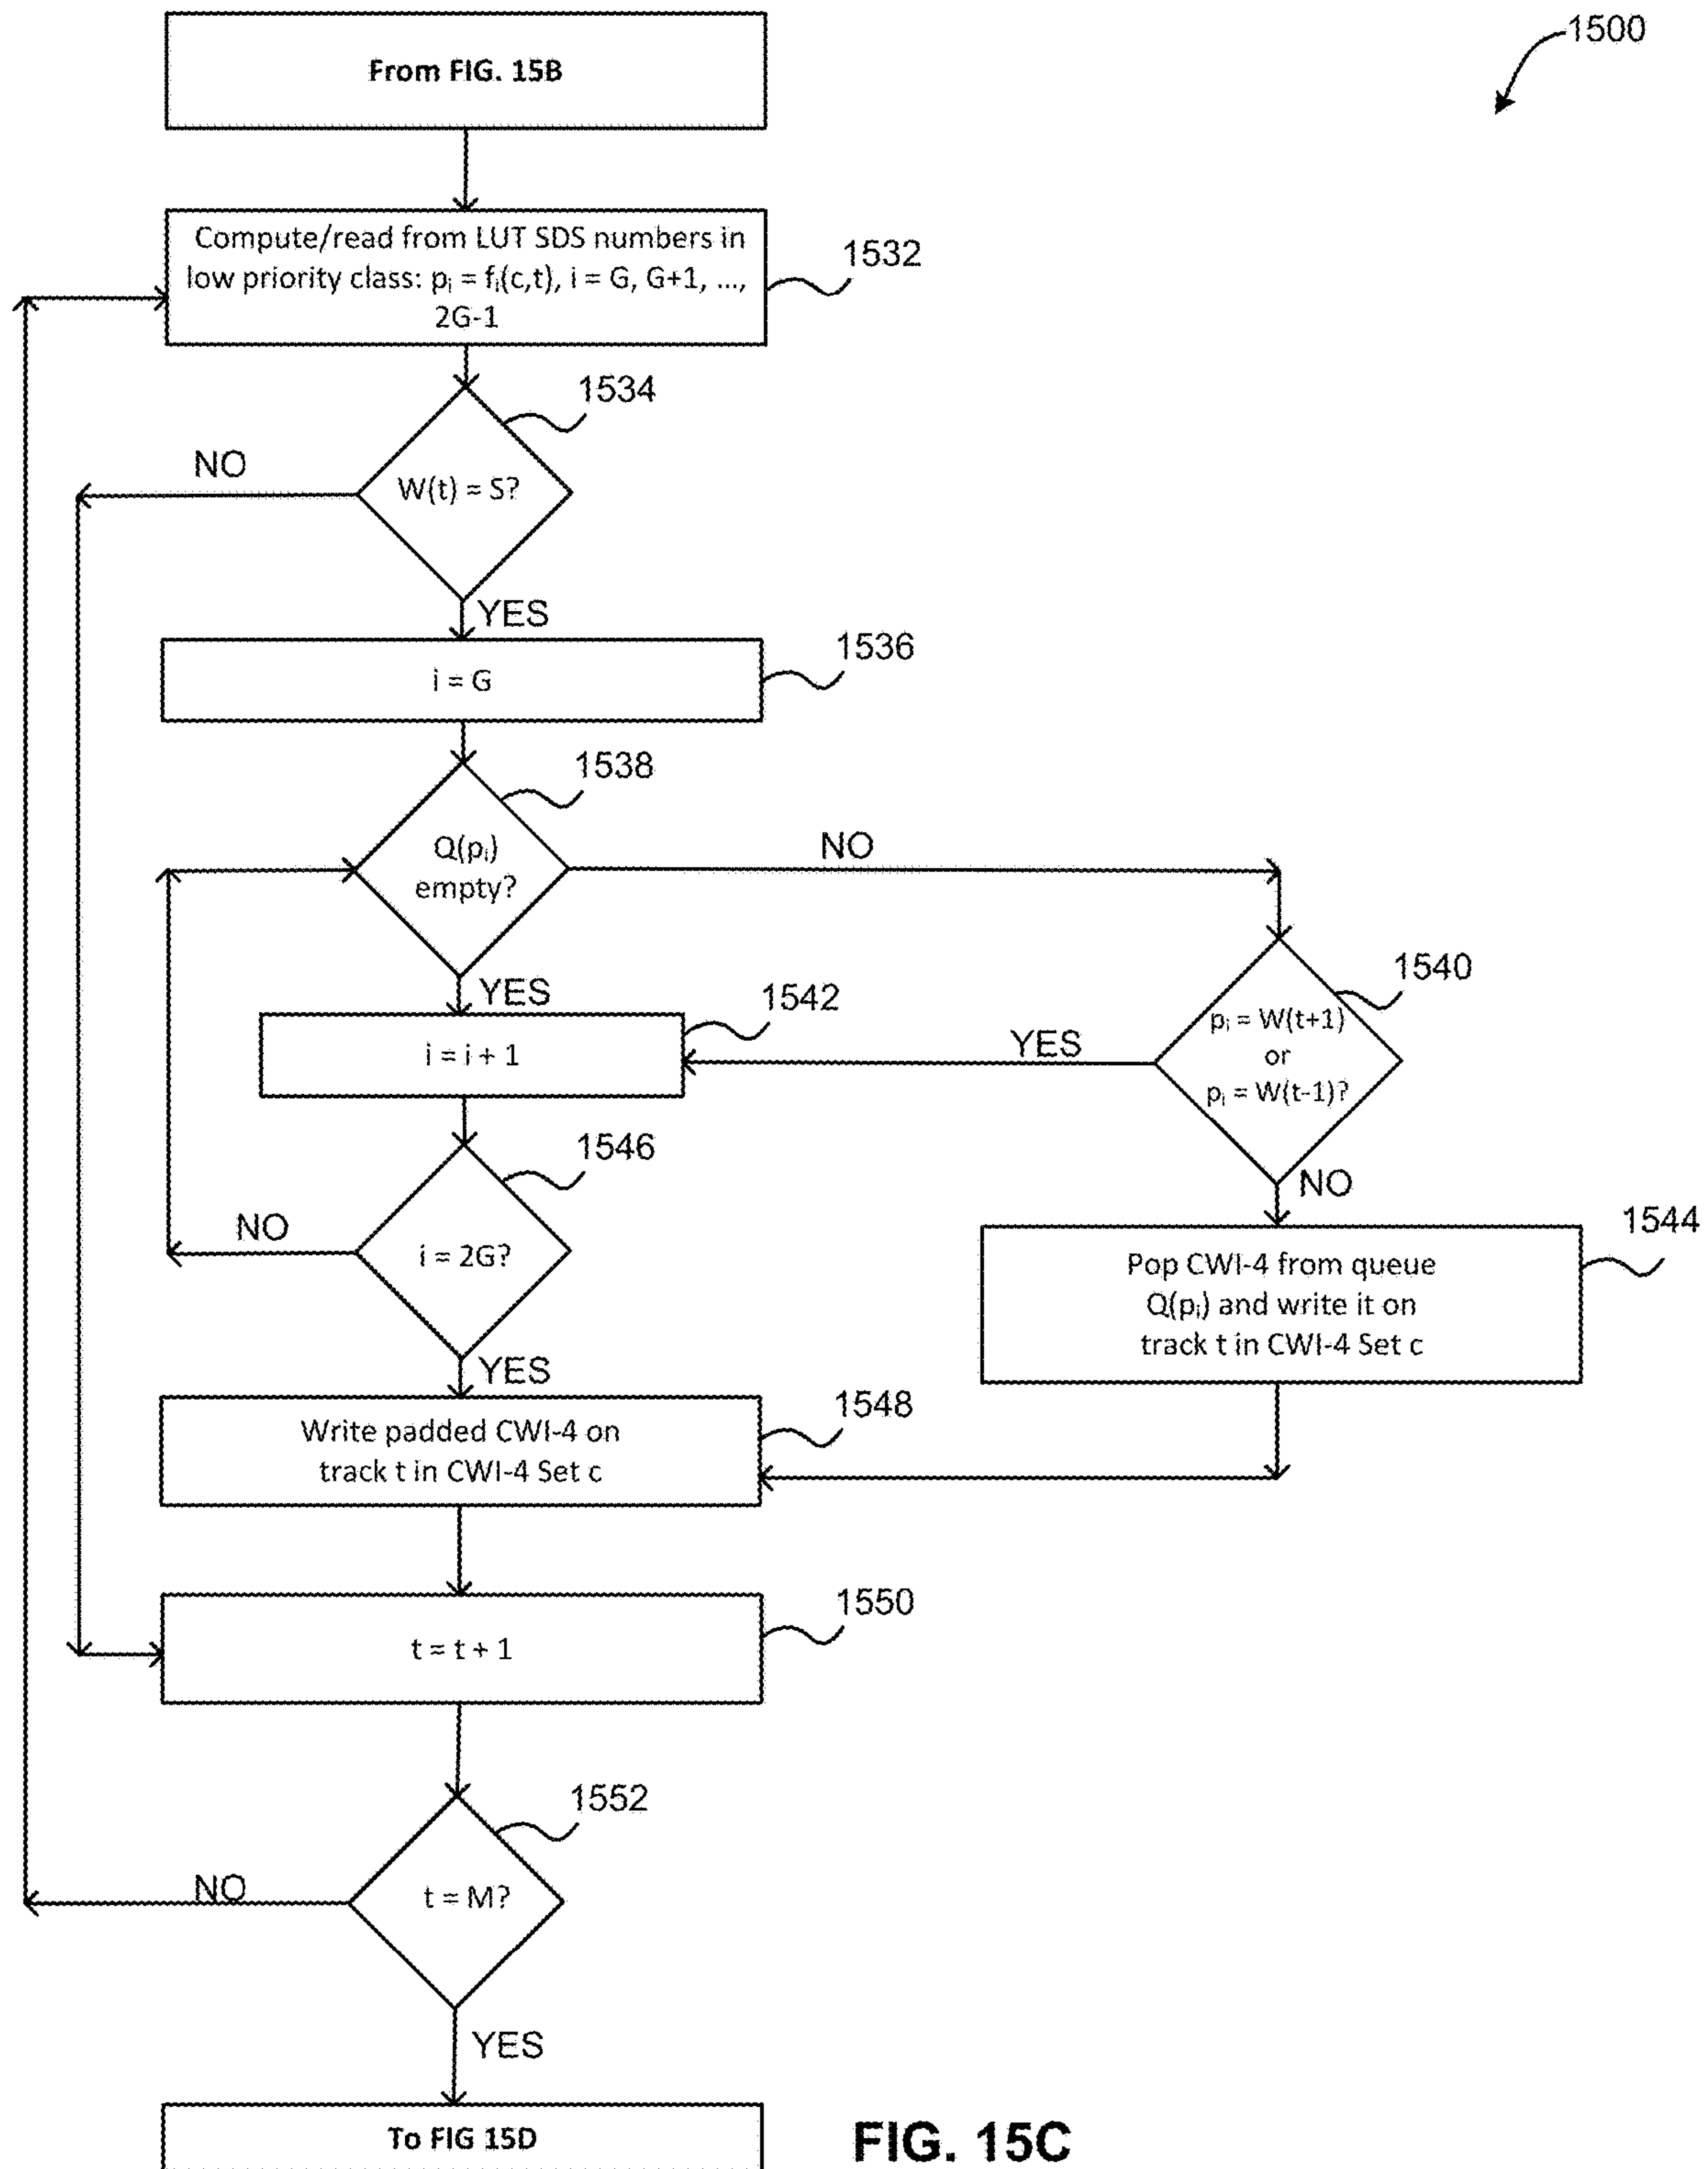 1500
From FIG. 15B
Compute/read from LUT SDS numbers in
low priority class: pᵢ = fᵢ(c,t), i = G, G+1, ...,
2G-1
1532
1534
W(t) = S?
NO
YES
1536
i = G
1538
Q(pᵢ)
empty?
NO
YES
1540
pᵢ = W(t+1)
or
pᵢ = W(t-1)?
YES
NO
1542
i = i + 1
1546
i = 2G?
NO
YES
1544
Pop CWI-4 from queue
Q(pᵢ) and write it on
track t in CWI-4 Set c
1548
Write padded CWI-4 on
track t in CWI-4 Set c
1550
t = t + 1
1552
t = M?
NO
YES
To FIG 15D
FIG. 15C